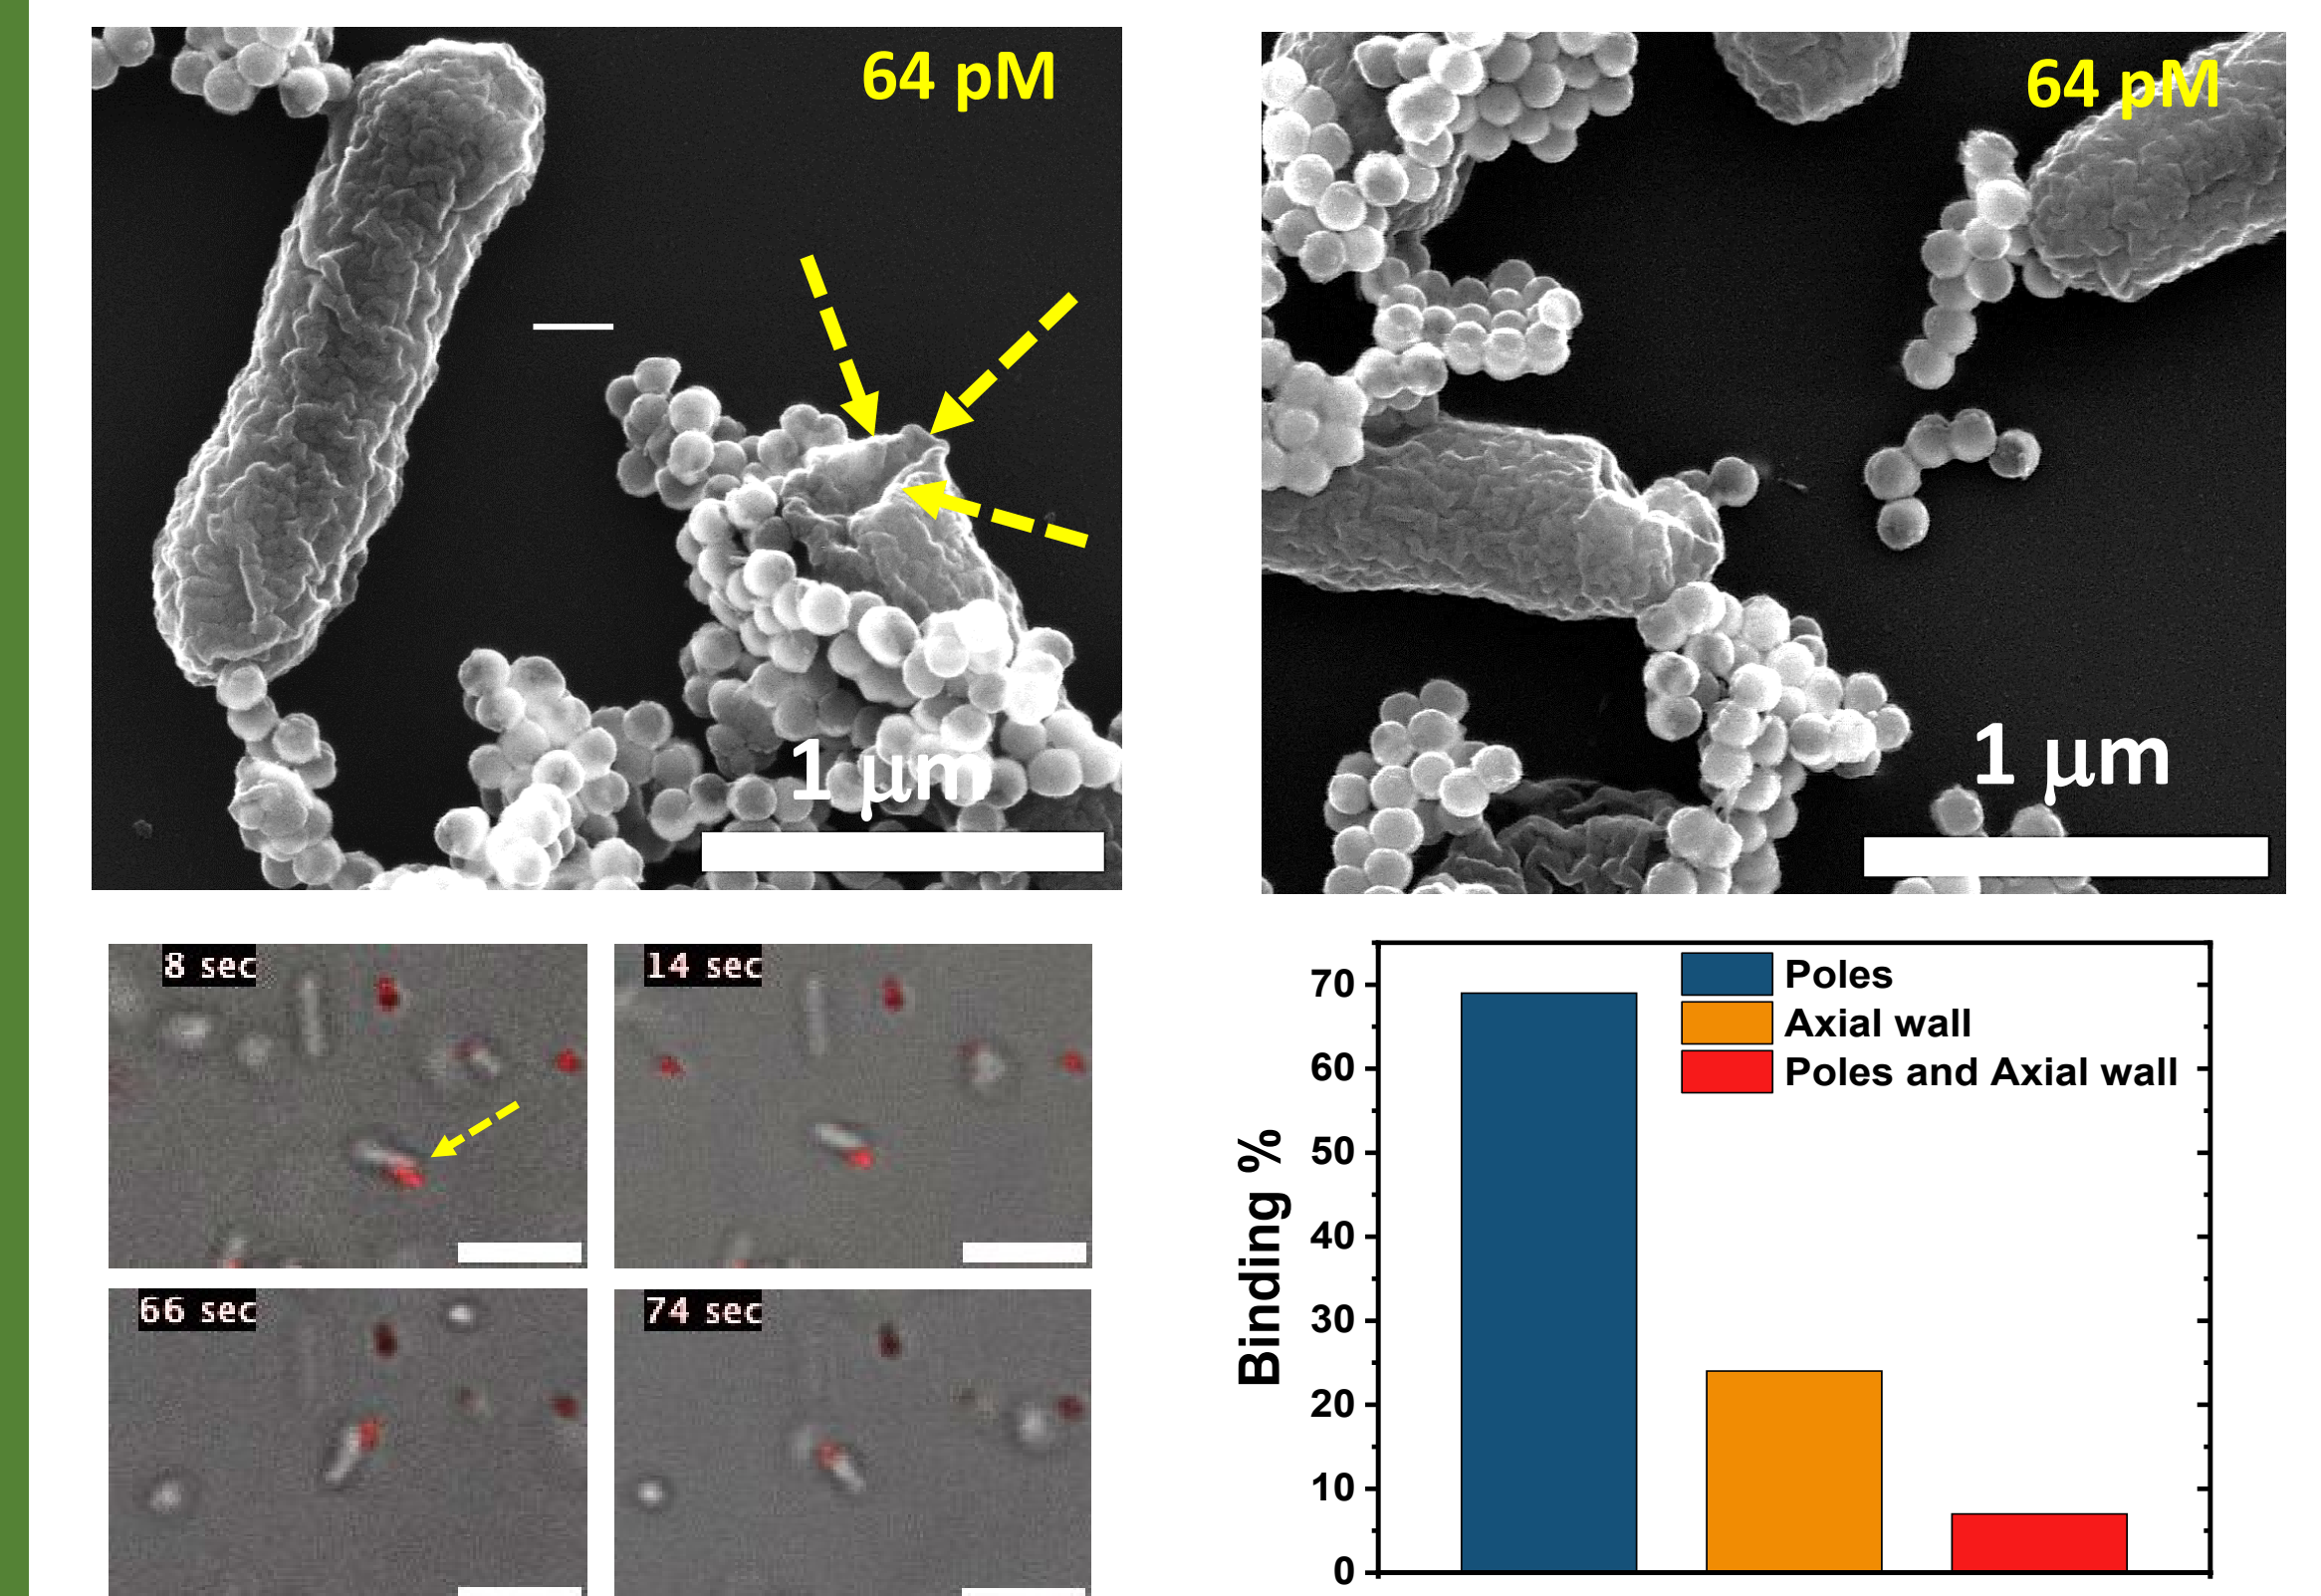 64 pM
1 μm
64 pM
1 μm
8 sec
14 sec
66 sec
74 sec
Poles
Axial wall
Poles and Axial wall
Binding %
70
60
50
40
30
20
10
0